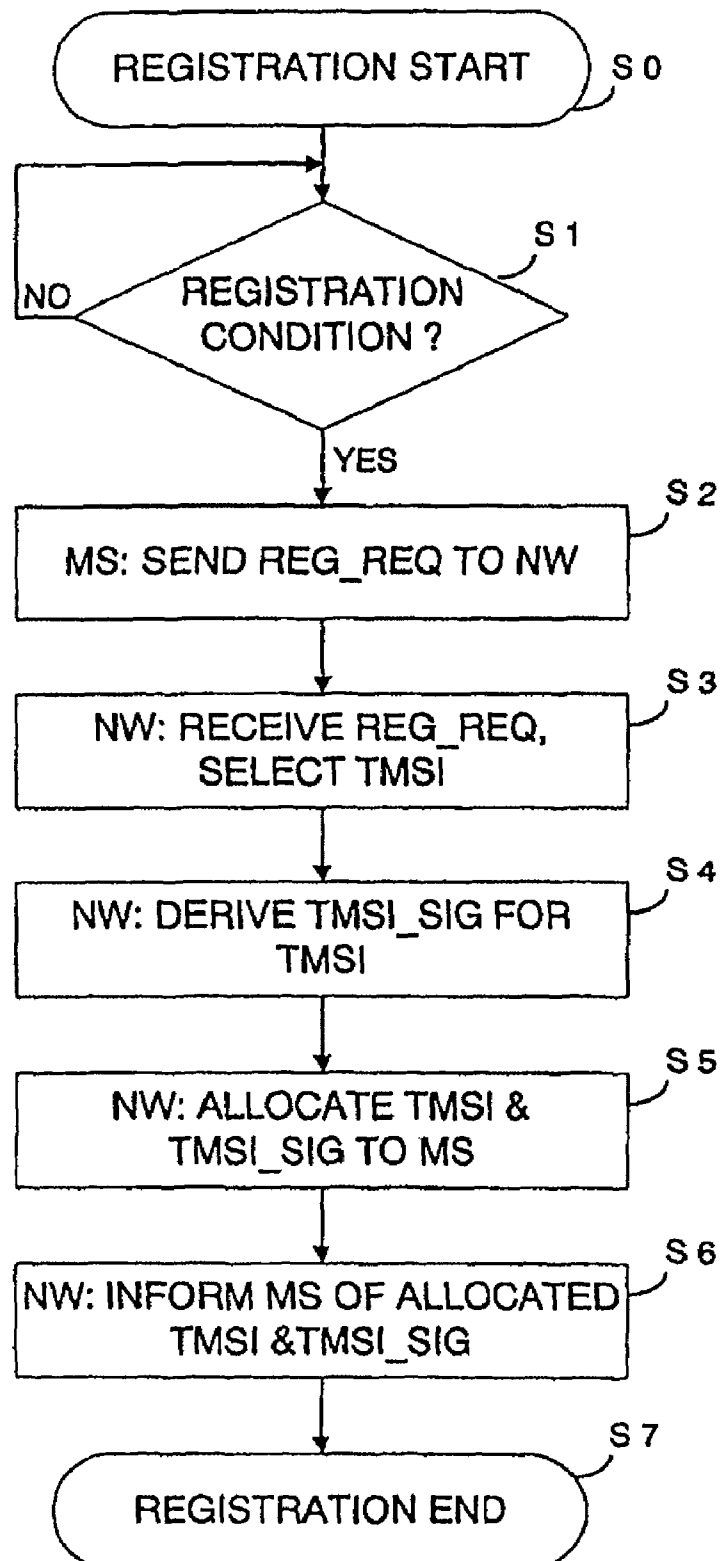 REGISTRATION START
S 0
S 1
NO
REGISTRATION
CONDITION ?
YES
S 2
MS: SEND REG_REQ TO NW
S 3
NW: RECEIVE REG_REQ,
SELECT TMSI
S 4
NW: DERIVE TMSI_SIG FOR
TMSI
S 5
NW: ALLOCATE TMSI &
TMSI_SIG TO MS
S 6
NW: INFORM MS OF ALLOCATED
TMSI &TMSI_SIG
S 7
REGISTRATION END